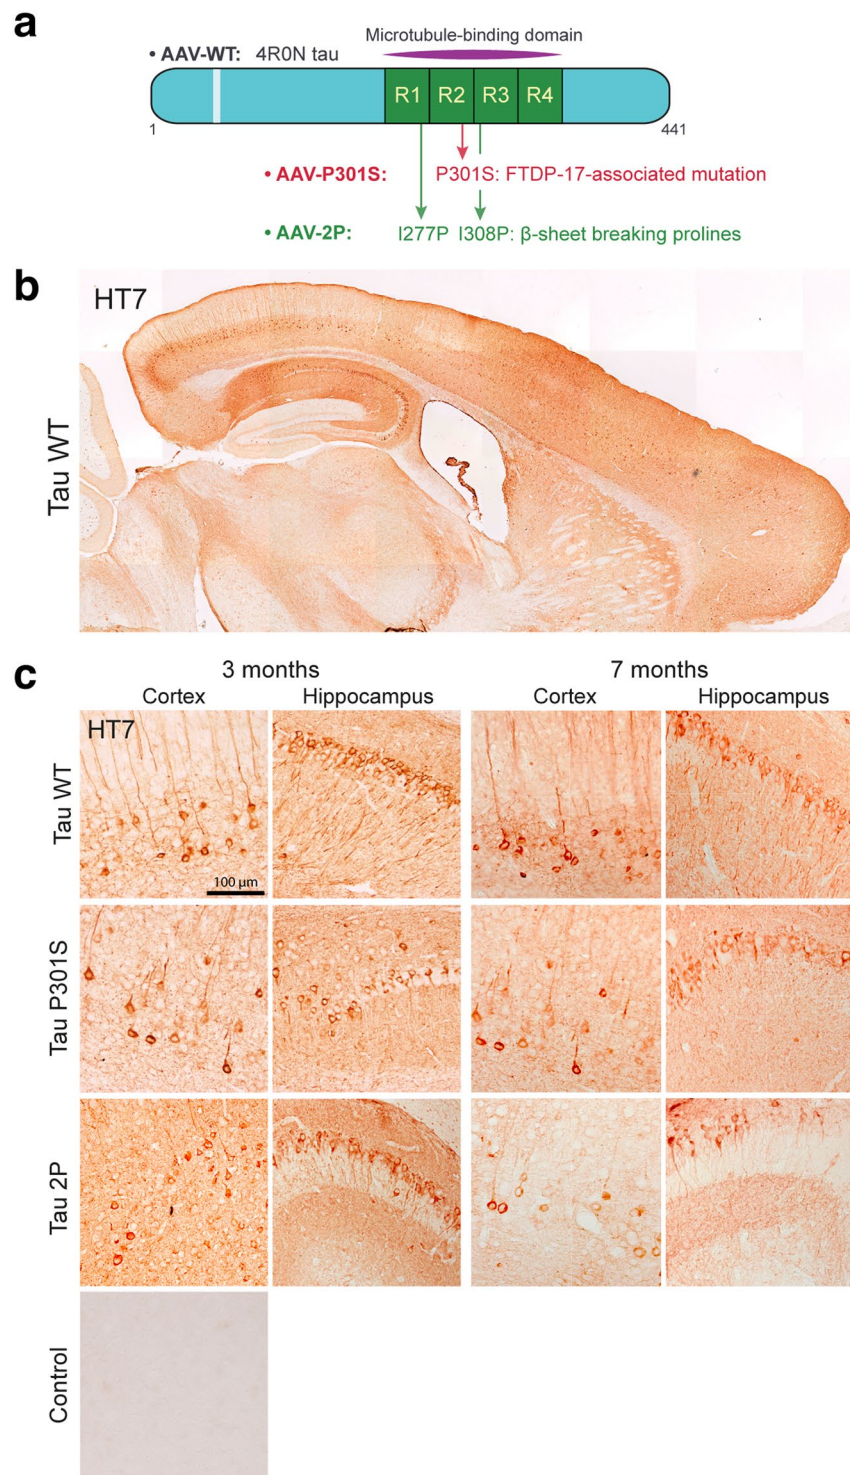 a
Microtubule-binding domain
• AAV-WT: 4R0N tau
R1 R2 R3 R4
1 441
• AAV-P301S: P301S: FTDP-17-associated mutation
• AAV-2P: I277P I308P: β-sheet breaking prolines
b
HT7
Tau WT
c
3 months 7 months
Cortex Hippocampus Cortex Hippocampus
HT7
Tau WT
100 µm
Tau P301S
Tau 2P
Control